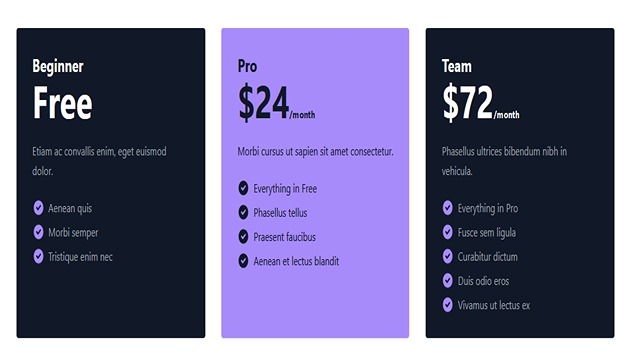 Beginner
Free
Etiam ac convallis enim, eget euismod
dolor.
Aenean quis
Morbi semper
Tristique enim nec
Pro
$24/month
Morbi cursus ut sapien sit amet consectetur.
Everything in Free
Phasellus tellus
Praesent faucibus
Aenean et lectus blandit
Team
$72/month
Phasellus ultrices bibendum nibh in
vehicula.
Everything in Pro
Fusce sem ligula
Curabitur dictum
Duis odio eros
Vivamus ut lectus ex